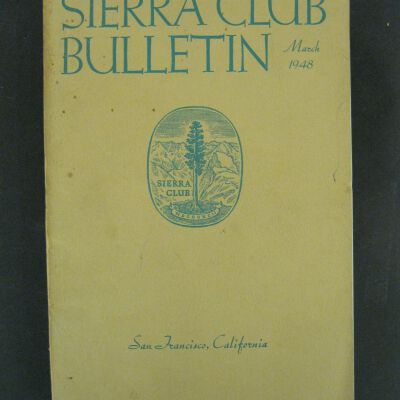 SIERRA CLUB
BULLETIN
March
1948
SIERRA
CLUB
San Francisco, California